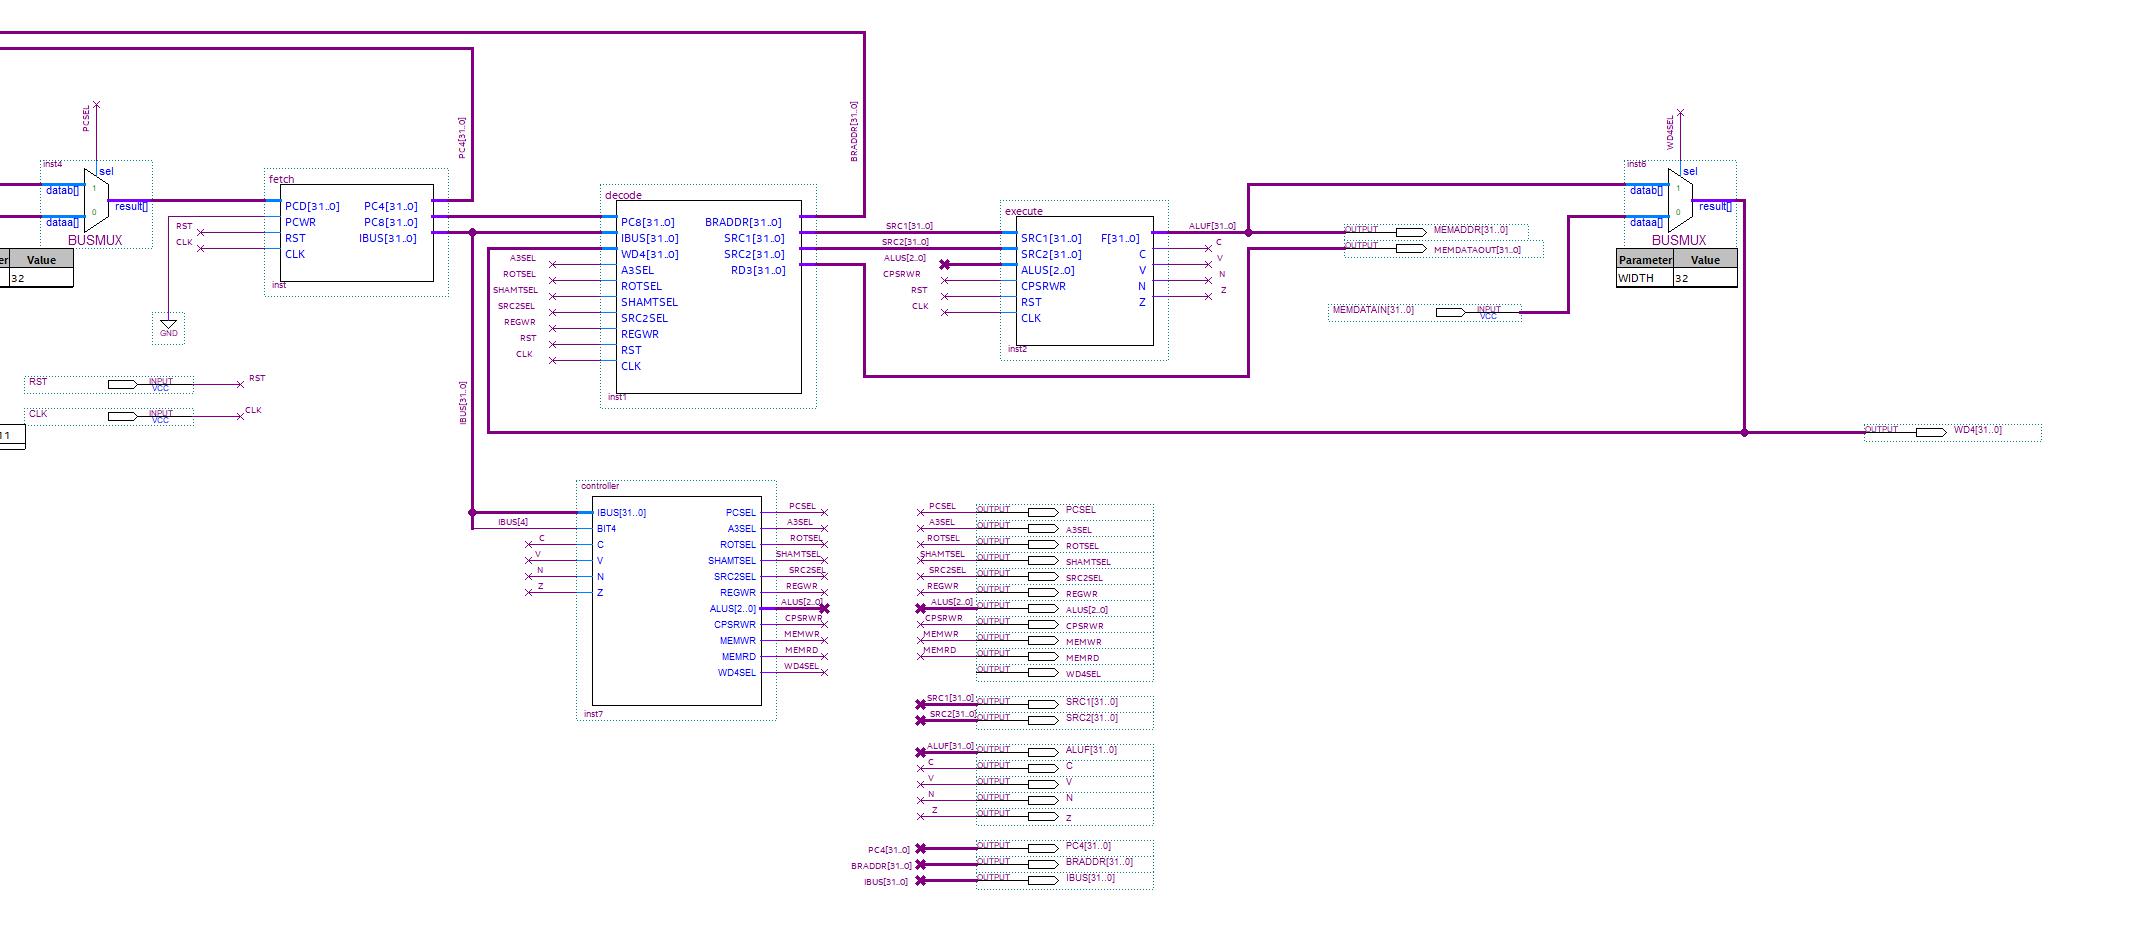 PCSEL
inst4
sel
datab[]
1
dataa[]
0
result[]
BUSMUX
er Value
32
fetch
PCD[31..0]
PCWR
RST
CLK
PC4[31..0]
PC8[31..0]
IBUS[31..0]
inst
RST
CLK
GND
RST
INPUT
VCC
RST
CLK
INPUT
VCC
CLK
11
PC4[31..0]
IBUS[31..0]
BRADDR[31..0]
decode
PC8[31..0]
IBUS[31..0]
WD4[31..0]
A3SEL
ROTSEL
SHAMTSEL
SRC2SEL
REGWR
RST
CLK
BRADDR[31..0]
SRC1[31..0]
SRC2[31..0]
RD3[31..0]
inst1
A3SEL
ROTSEL
SHAMTSEL
SRC2SEL
REGWR
RST
CLK
SRC1[31..0]
SRC2[31..0]
ALUS[2..0]
CPSRWR
RST
CLK
execute
SRC1[31..0]
SRC2[31..0]
ALUS[2..0]
CPSRWR
RST
CLK
F[31..0]
C
V
N
Z
inst2
ALUF[31..0]
C
V
N
Z
OUTPUT
MEMADDR[31..0]
OUTPUT
MEMDATAOUT[31..0]
MEMDATAIN[31..0]
INPUT
VCC
WD4SEL
inst6
sel
datab[]
1
dataa[]
0
result[]
BUSMUX
Parameter Value
WIDTH 32
OUTPUT
WD4[31..0]
controller
IBUS[31..0]
BIT4
C
V
N
Z
PCSEL
A3SEL
ROTSEL
SHAMTSEL
SRC2SEL
REGWR
ALUS[2..0]
CPSRWR
MEMWR
MEMRD
WD4SEL
inst7
IBUS[4]
C
V
N
Z
PCSEL
A3SEL
ROTSEL
SHAMTSEL
SRC2SEL
REGWR
ALUS[2..0]
CPSRWR
MEMWR
MEMRD
WD4SEL
PCSEL OUTPUT PCSEL
A3SEL OUTPUT A3SEL
ROTSEL OUTPUT ROTSEL
SHAMTSEL OUTPUT SHAMTSEL
SRC2SEL OUTPUT SRC2SEL
REGWR OUTPUT REGWR
ALUS[2..0] OUTPUT ALUS[2..0]
CPSRWR OUTPUT CPSRWR
MEMWR OUTPUT MEMWR
MEMRD OUTPUT MEMRD
OUTPUT WD4SEL
SRC1[31..0] OUTPUT SRC1[31..0]
SRC2[31..0] OUTPUT SRC2[31..0]
ALUF[31..0] OUTPUT ALUF[31..0]
C OUTPUT C
V OUTPUT V
N OUTPUT N
Z OUTPUT Z
PC4[31..0] OUTPUT PC4[31..0]
BRADDR[31..0] OUTPUT BRADDR[31..0]
IBUS[31..0] OUTPUT IBUS[31..0]